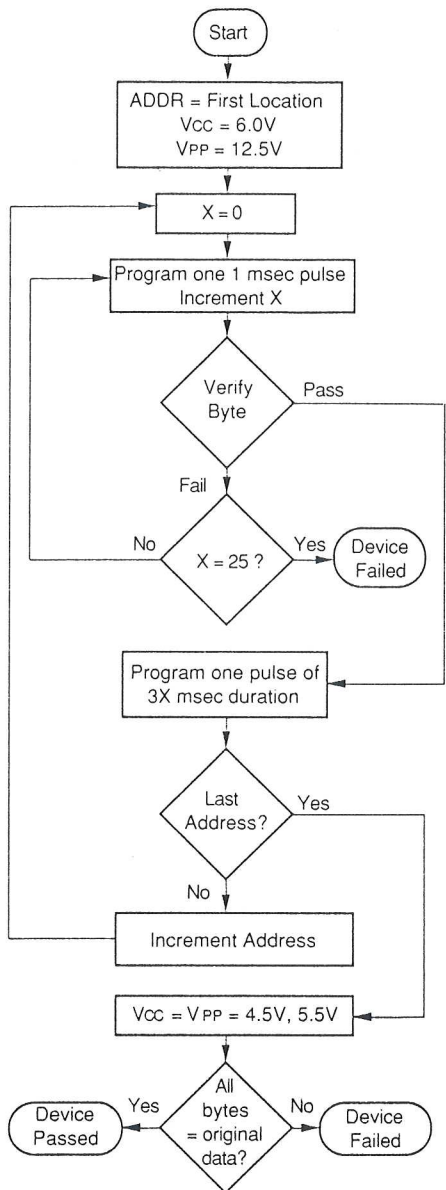 Start
ADDR = First Location
VCC = 6.0V
VPP = 12.5V
X = 0
Program one 1 msec pulse
Increment X
Verify
Byte
Pass
Fail
No
X = 25 ?
Yes
Device
Failed
Program one pulse of
3X msec duration
Last
Address?
Yes
No
Increment Address
VCC = VPP = 4.5V, 5.5V
Device
Passed
Yes
All
bytes
= original
data?
No
Device
Failed